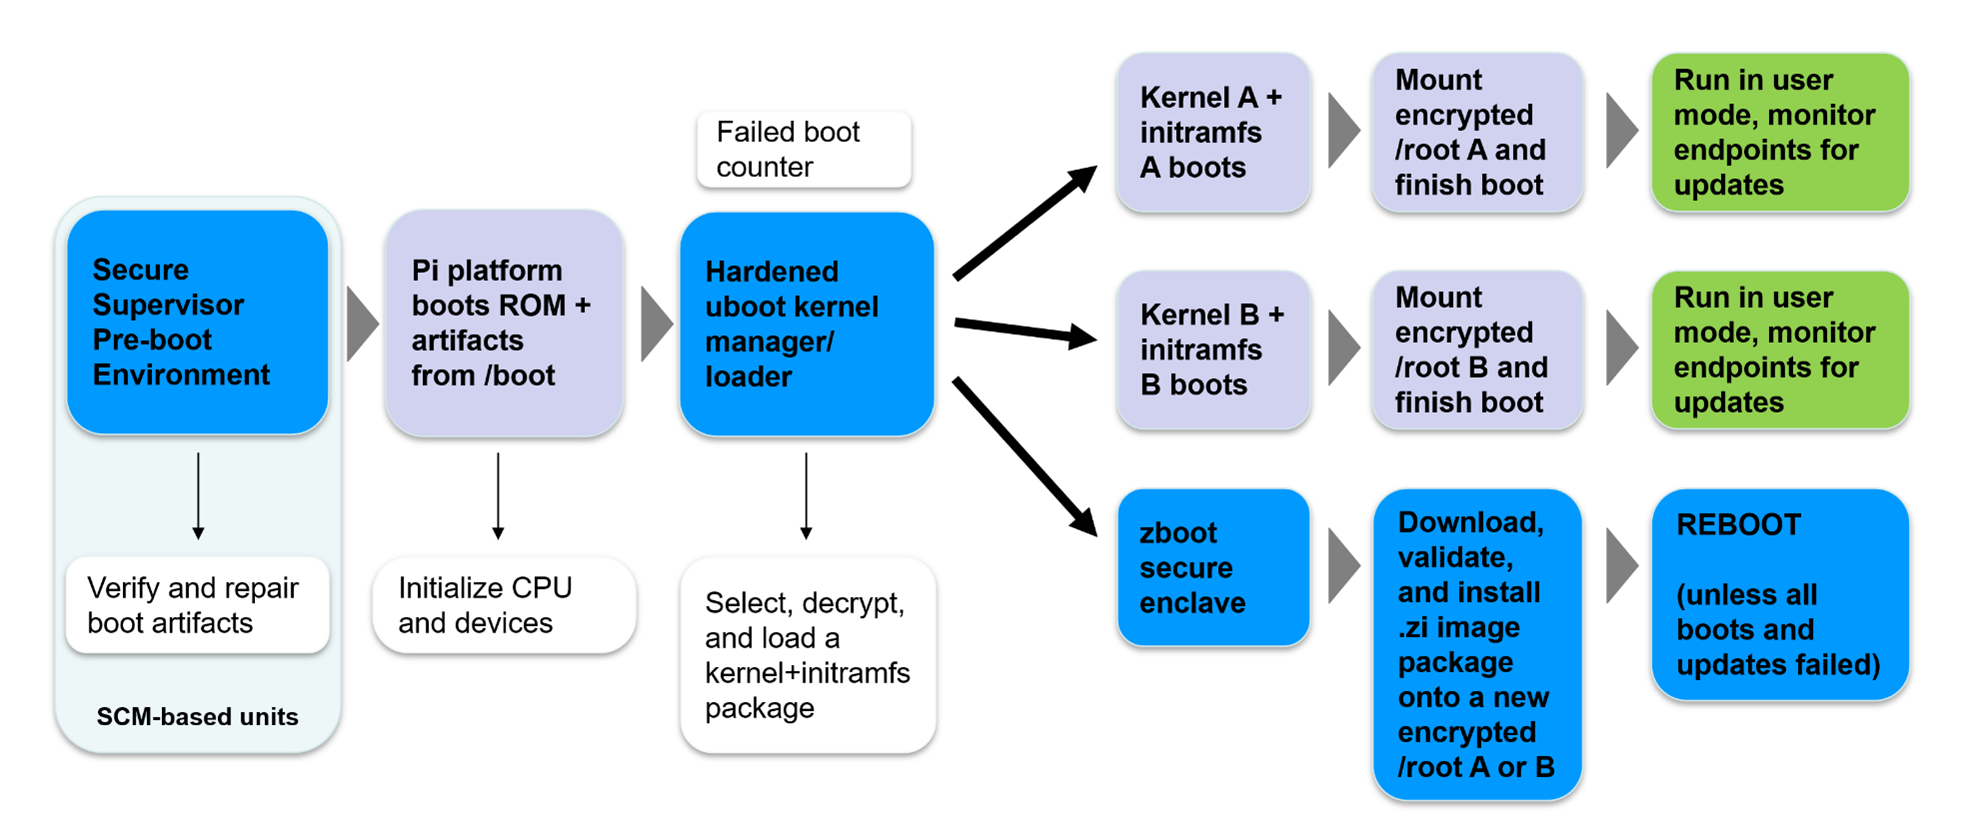 Secure
Supervisor
Pre-boot
Environment
Verify and repair
boot artifacts
SCM-based units
Pi platform
boots ROM +
artifacts
from /boot
Initialize CPU
and devices
Failed boot
counter
Hardened
uboot kernel
manager/
loader
Select, decrypt,
and load a
kernel+initramfs
package
Kernel A +
initramfs
A boots
Mount
encrypted
/root A and
finish boot
Run in user
mode, monitor
endpoints for
updates
Kernel B +
initramfs
B boots
Mount
encrypted
/root B and
finish boot
Run in user
mode, monitor
endpoints for
updates
zboot
secure
enclave
Download,
validate,
and install
.zi image
package
onto a new
encrypted
/root A or B
REBOOT
(unless all
boots and
updates failed)